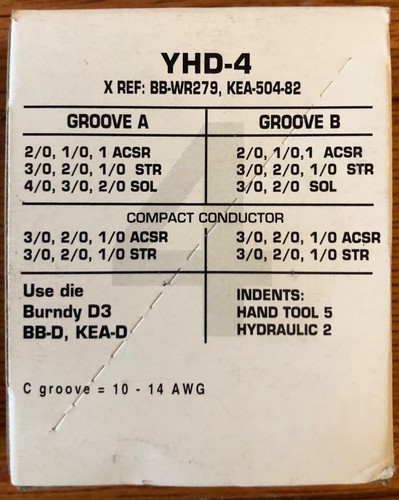 YHD-4
X REF: BB-WR279, KEA-504-82
GROOVE A
2/0, 1/0, 1 ACSR
3/0, 2/0, 1/0 STR
4/0, 3/0, 2/0 SOL
GROOVE B
2/0, 1/0,1 ACSR
3/0, 2/0, 1/0 STR
3/0, 2/0 SOL
COMPACT CONDUCTOR
3/0, 2/0, 1/0 ACSR
3/0, 2/0, 1/0 STR
3/0, 2/0, 1/0 ACSR
3/0, 2/0, 1/0 STR
Use die
Burndy D3
BB-D, KEA-D
INDENTS:
HAND TOOL 5
HYDRAULIC 2
C groove = 10 - 14 AWG
4